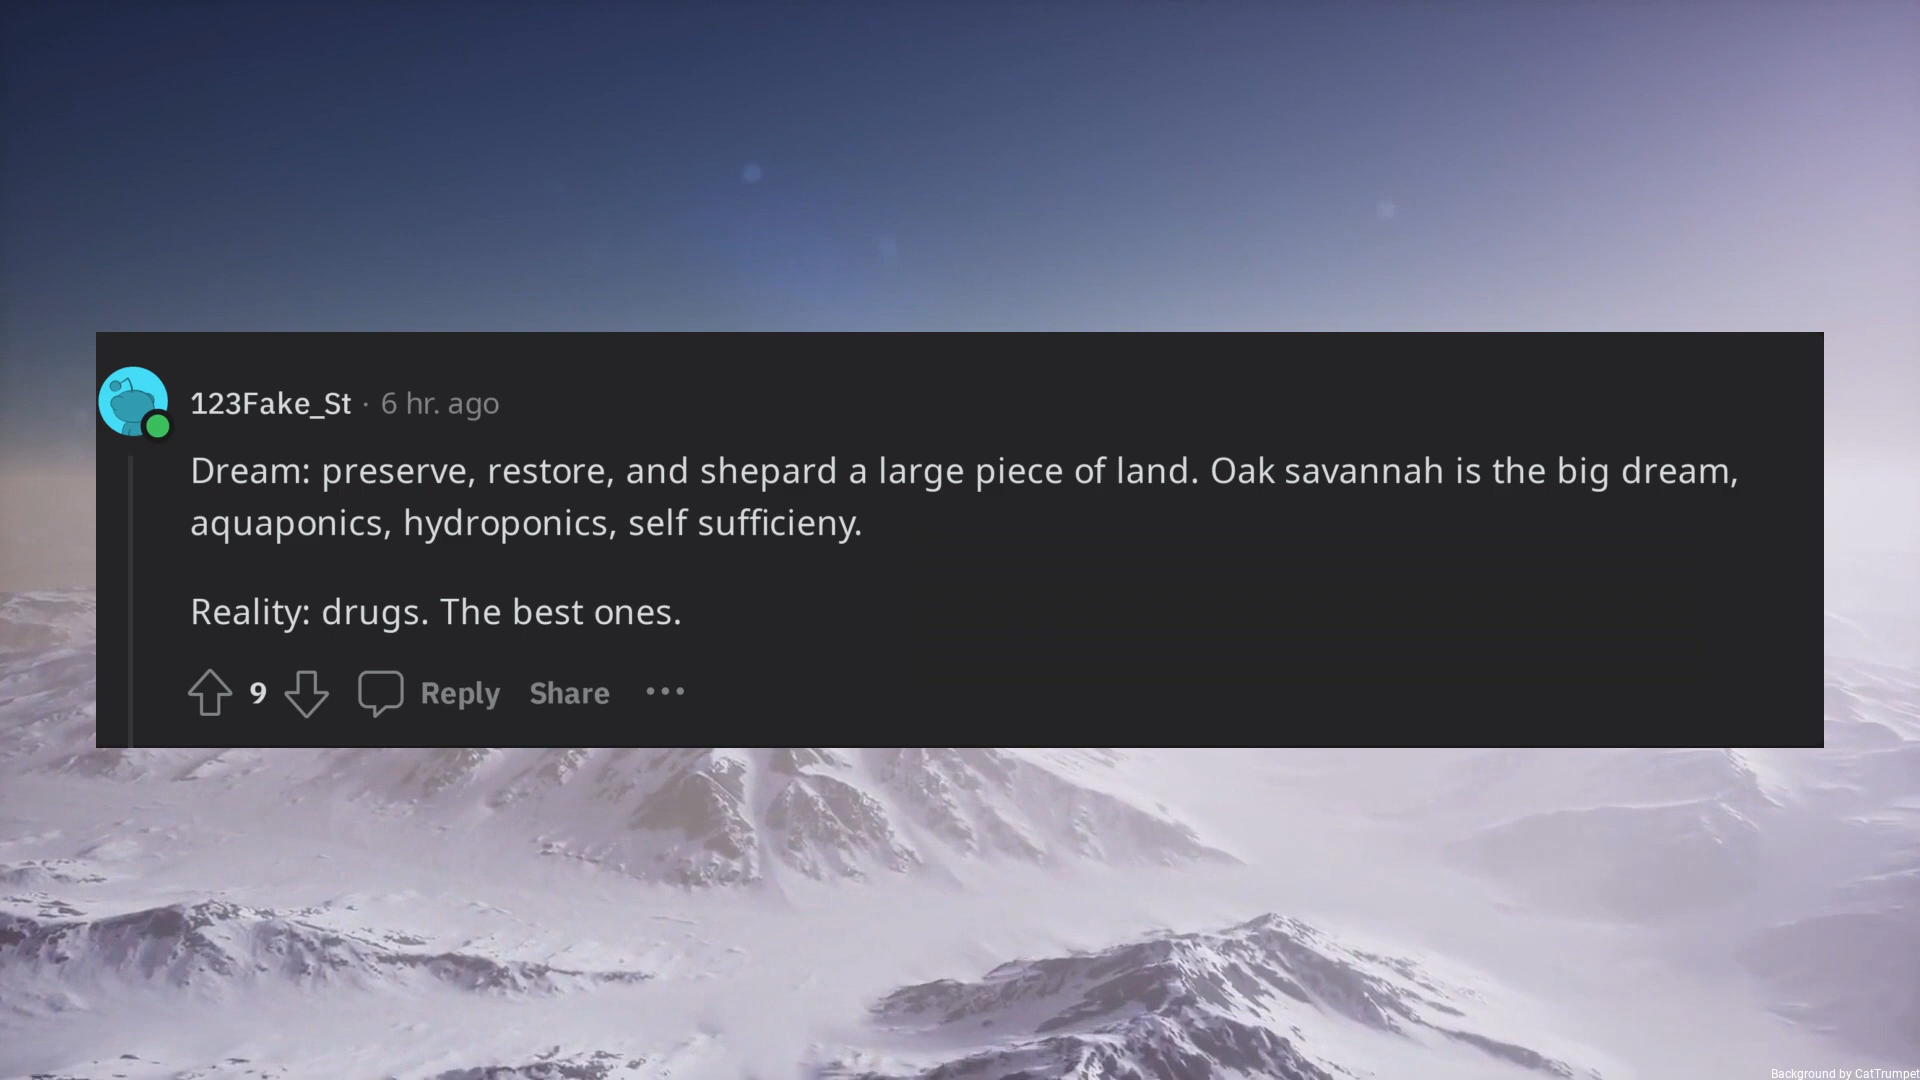 123Fake_St · 6 hr. ago
Dream: preserve, restore, and shepard a large piece of land. Oak savannah is the big dream,
aquaponics, hydroponics, self sufficieny.
Reality: drugs. The best ones.
9 Reply Share ···
Background by CatTrumpet